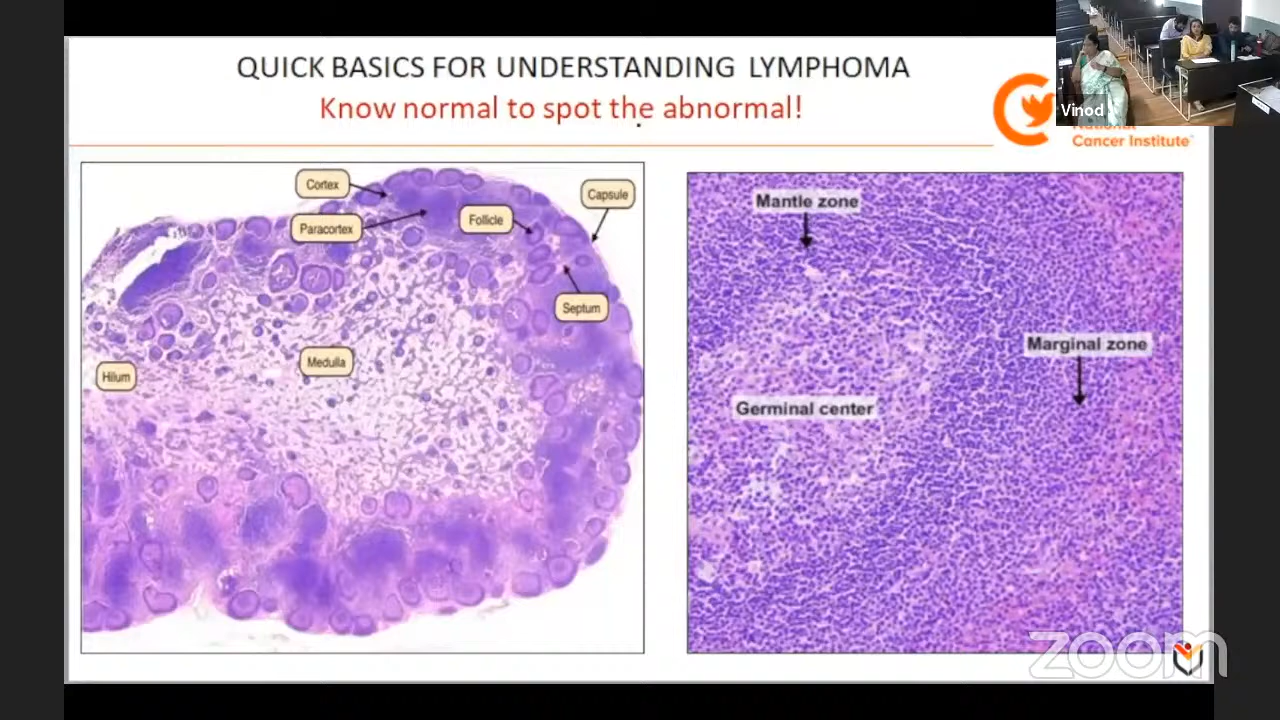 QUICK BASICS FOR UNDERSTANDING LYMPHOMA
Know normal to spot the abnormal!
Vinod
National
Cancer Institute
Cortex
Capsule
Paracortex
Follicle
Septum
Medulla
Hilum
Mantle zone
Marginal zone
Germinal center
zoom